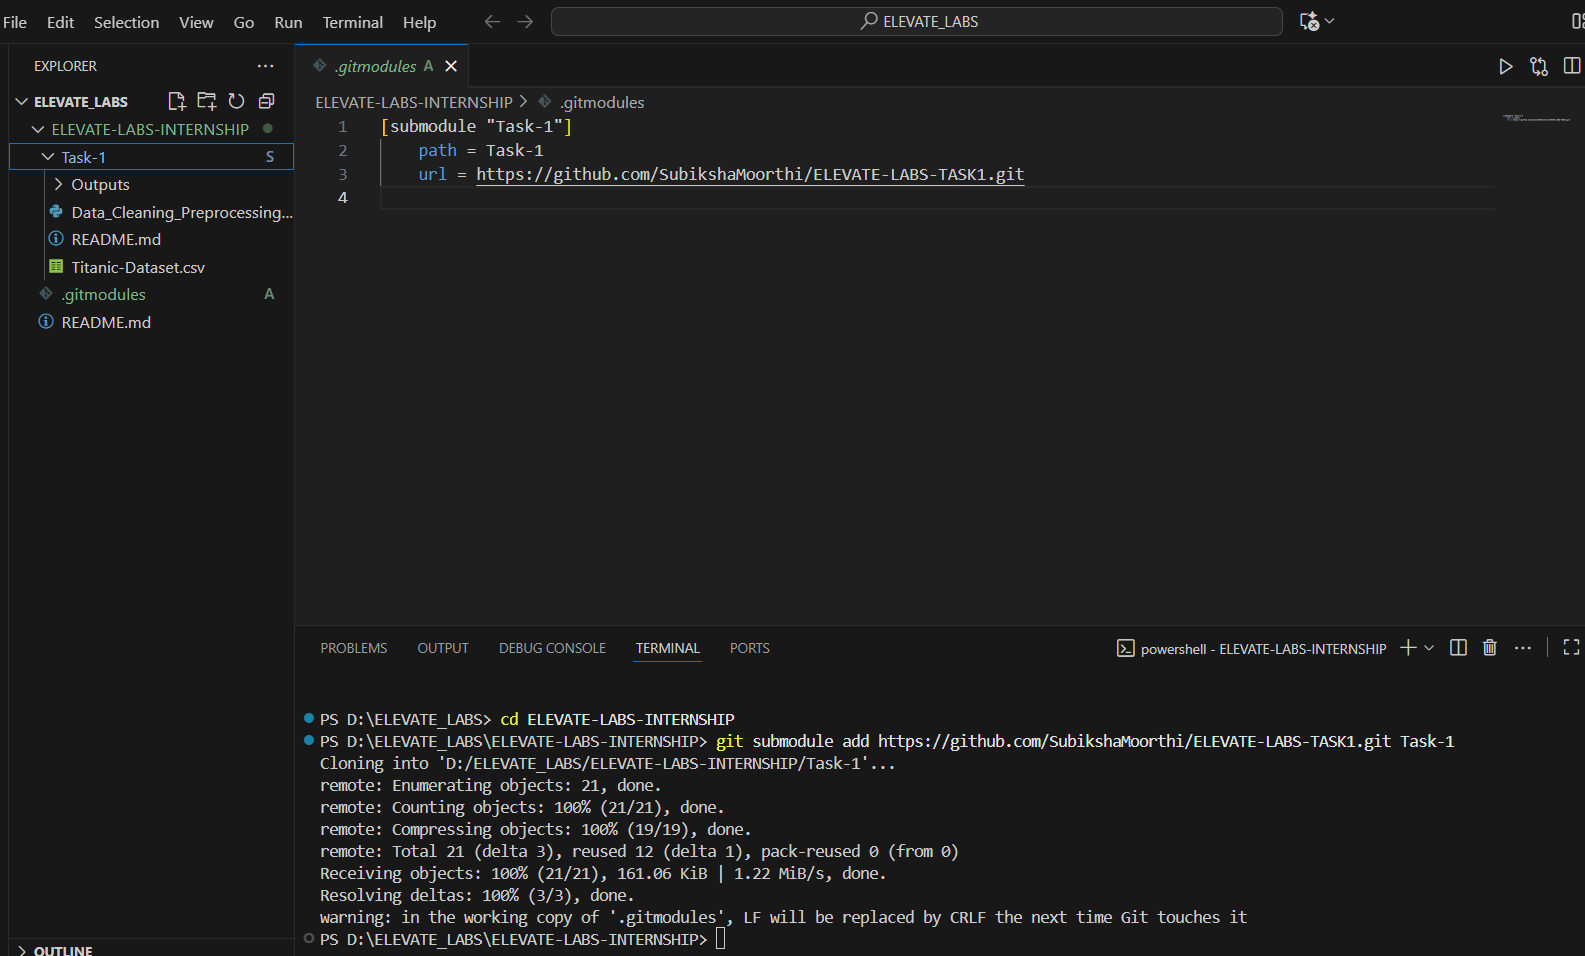 File Edit Selection View Go Run Terminal Help ELEVATE_LABS
EXPLORER
ELEVATE_LABS
ELEVATE-LABS-INTERNSHIP
Task-1 S
Outputs
Data_Cleaning_Preprocessing...
README.md
Titanic-Dataset.csv
.gitmodules A
README.md
OUTLINE
.gitmodules A
ELEVATE-LABS-INTERNSHIP > .gitmodules
1 [submodule "Task-1"]
2 path = Task-1
3 url = https://github.com/SubikshaMoorthi/ELEVATE-LABS-TASK1.git
4
PROBLEMS OUTPUT DEBUG CONSOLE TERMINAL PORTS powershell - ELEVATE-LABS-INTERNSHIP
PS D:\ELEVATE_LABS> cd ELEVATE-LABS-INTERNSHIP
PS D:\ELEVATE_LABS\ELEVATE-LABS-INTERNSHIP> git submodule add https://github.com/SubikshaMoorthi/ELEVATE-LABS-TASK1.git Task-1
Cloning into 'D:/ELEVATE_LABS/ELEVATE-LABS-INTERNSHIP/Task-1'...
remote: Enumerating objects: 21, done.
remote: Counting objects: 100% (21/21), done.
remote: Compressing objects: 100% (19/19), done.
remote: Total 21 (delta 3), reused 12 (delta 1), pack-reused 0 (from 0)
Receiving objects: 100% (21/21), 161.06 KiB | 1.22 MiB/s, done.
Resolving deltas: 100% (3/3), done.
warning: in the working copy of '.gitmodules', LF will be replaced by CRLF the next time Git touches it
PS D:\ELEVATE_LABS\ELEVATE-LABS-INTERNSHIP>